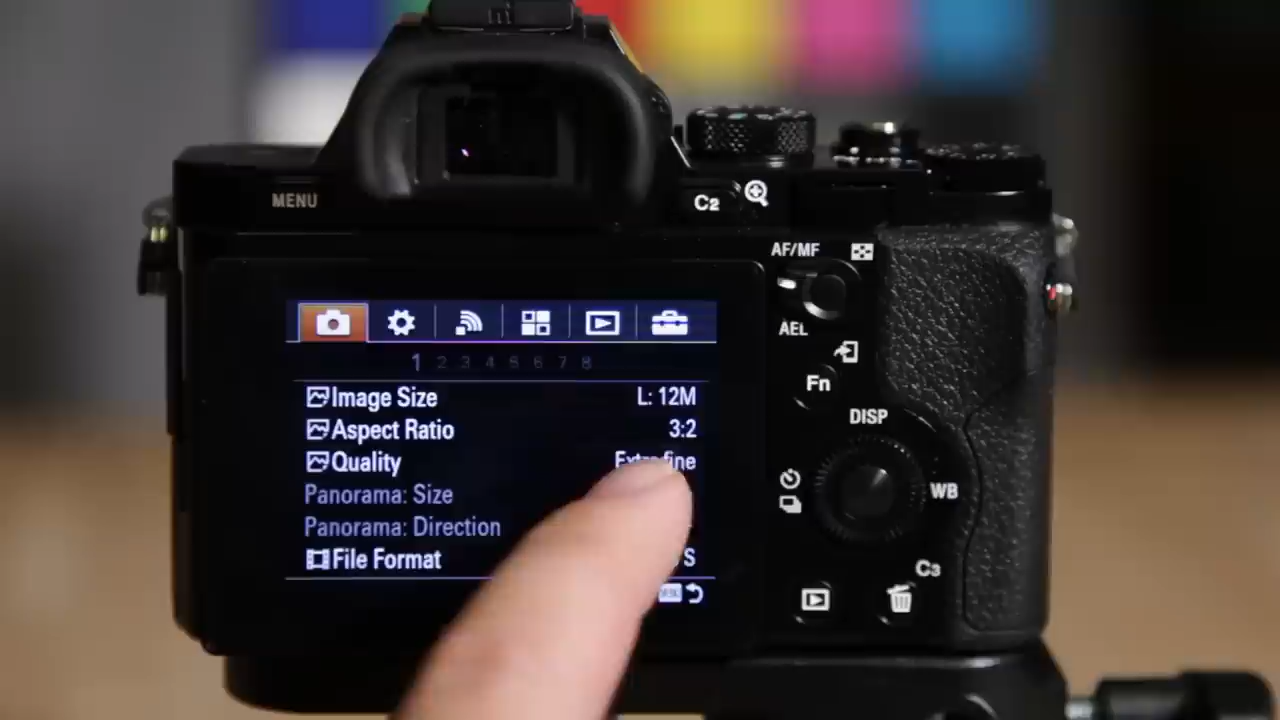 MENU
C2
AF/MF
AEL
Fn
DISP
WB
C3
1 2 3 4 5 6 7 8
Image Size L: 12M
Aspect Ratio 3:2
Quality Extra fine
Panorama: Size
Panorama: Direction
File Format S
MENU